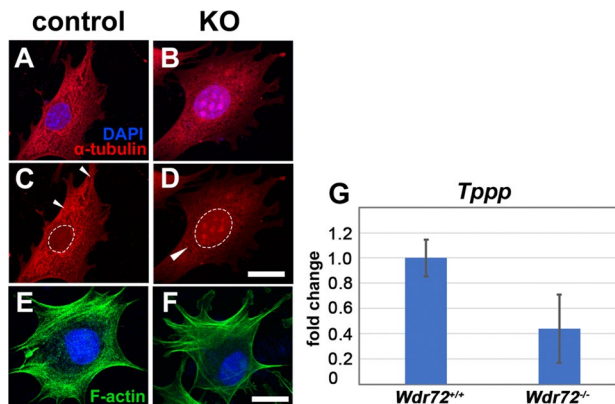 control KO
A B
DAPI
α-tubulin
C D
E F
F-actin
G
Tppp
fold change
1.2
1.0
0.8
0.6
0.4
0.2
0
Wdr72+/+ Wdr72-/-